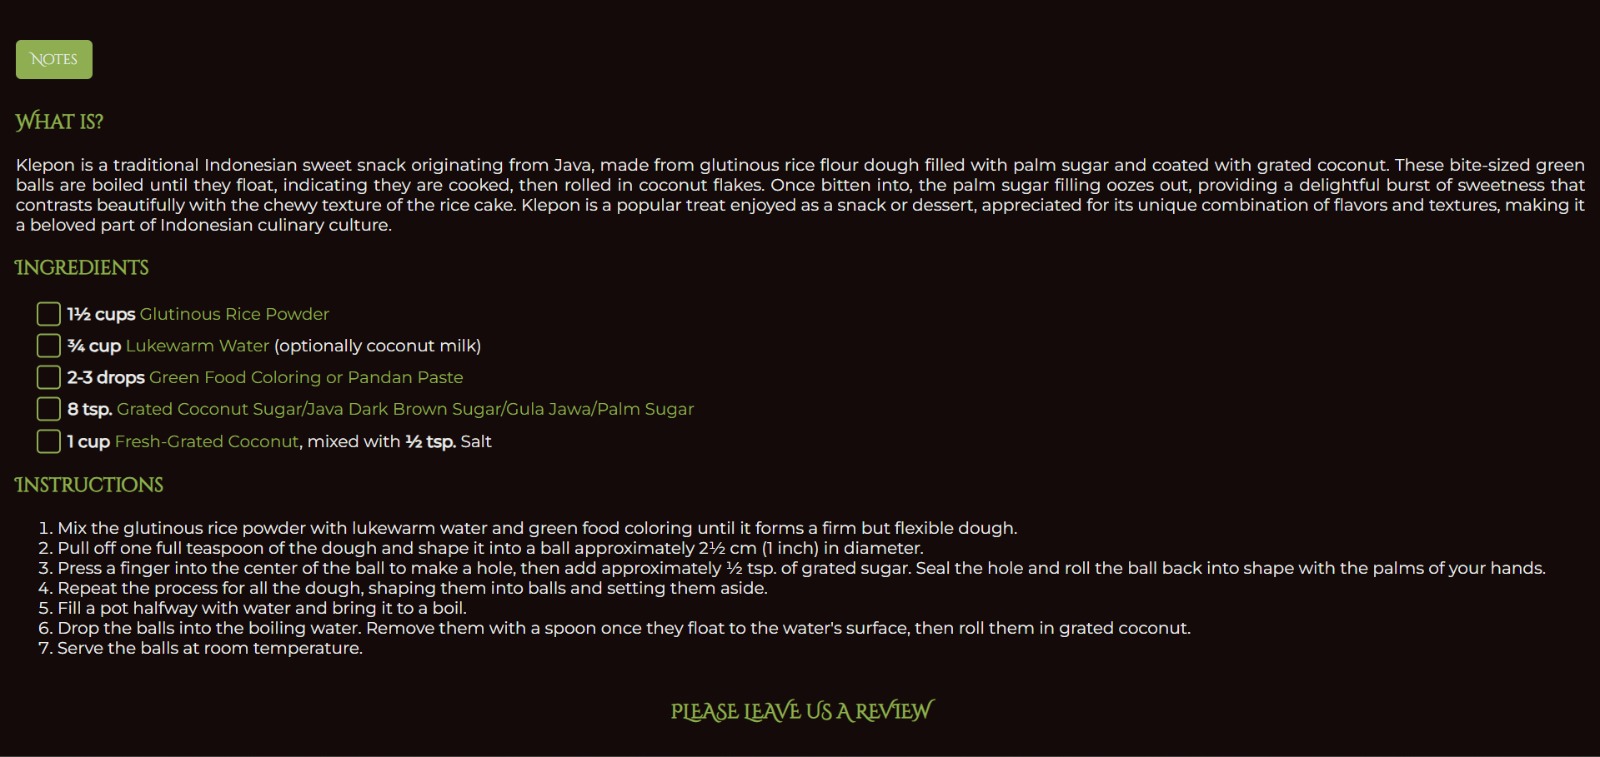 Notes
What is?
Klepon is a traditional Indonesian sweet snack originating from Java, made from glutinous rice flour dough filled with palm sugar and coated with grated coconut. These bite-sized green
balls are boiled until they float, indicating they are cooked, then rolled in coconut flakes. Once bitten into, the palm sugar filling oozes out, providing a delightful burst of sweetness that
contrasts beautifully with the chewy texture of the rice cake. Klepon is a popular treat enjoyed as a snack or dessert, appreciated for its unique combination of flavors and textures, making it
a beloved part of Indonesian culinary culture.
Ingredients
1½ cups Glutinous Rice Powder
¾ cup Lukewarm Water (optionally coconut milk)
2-3 drops Green Food Coloring or Pandan Paste
8 tsp. Grated Coconut Sugar/Java Dark Brown Sugar/Gula Jawa/Palm Sugar
1 cup Fresh-Grated Coconut, mixed with ½ tsp. Salt
Instructions
1. Mix the glutinous rice powder with lukewarm water and green food coloring until it forms a firm but flexible dough.
2. Pull off one full teaspoon of the dough and shape it into a ball approximately 2½ cm (1 inch) in diameter.
3. Press a finger into the center of the ball to make a hole, then add approximately ½ tsp. of grated sugar. Seal the hole and roll the ball back into shape with the palms of your hands.
4. Repeat the process for all the dough, shaping them into balls and setting them aside.
5. Fill a pot halfway with water and bring it to a boil.
6. Drop the balls into the boiling water. Remove them with a spoon once they float to the water's surface, then roll them in grated coconut.
7. Serve the balls at room temperature.
Please leave us a review